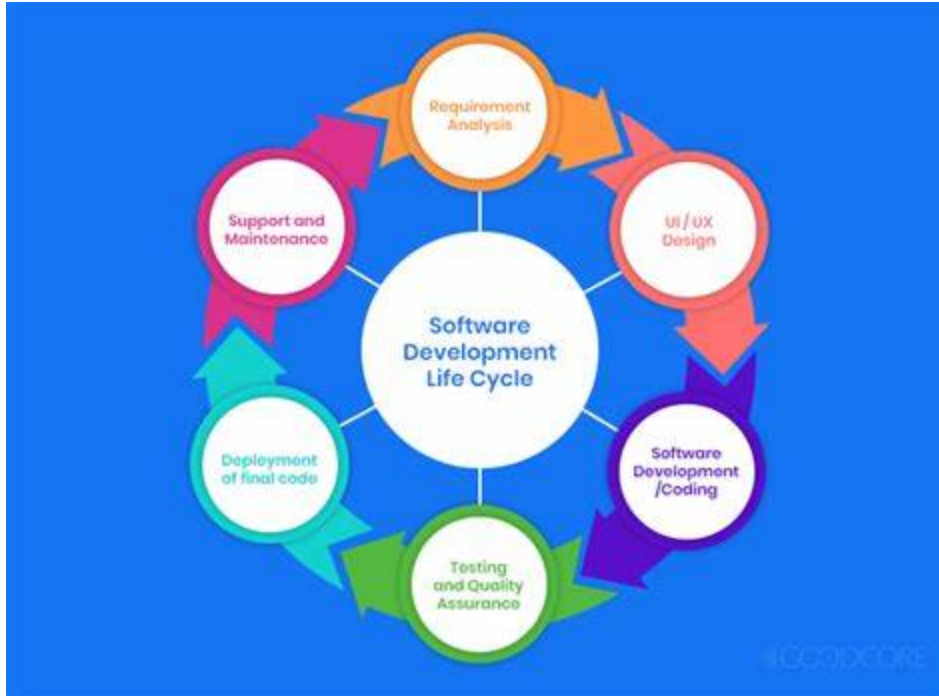 Requirement
Analysis
UI / UX
Design
Software
Development
/Coding
Testing
and Quality
Assurance
Deployment
of final code
Support and
Maintenance
Software
Development
Life Cycle
GOODCORE